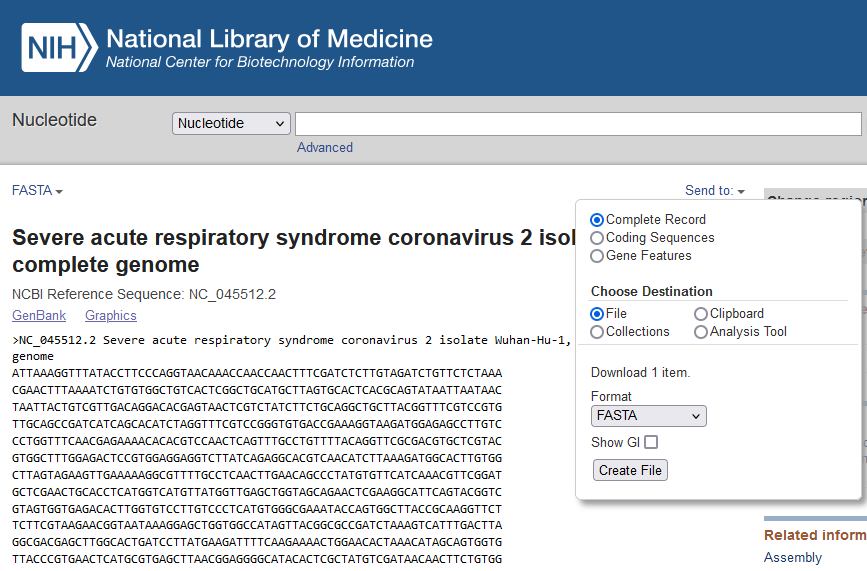 NIH National Library of Medicine
National Center for Biotechnology Information
Nucleotide
Nucleotide
Advanced
FASTA
Send to:
Complete Record
Coding Sequences
Gene Features
Choose Destination
File
Clipboard
Collections
Analysis Tool
Download 1 item.
Format
FASTA
Show GI
Create File
Severe acute respiratory syndrome coronavirus 2
complete genome
NCBI Reference Sequence: NC_045512.2
GenBank Graphics
>NC_045512.2 Severe acute respiratory syndrome coronavirus 2 isolate Wuhan-Hu-1,
genome
ATTAAAGGTTTATACCTTCCCAGGTAACAAACCAACCAACTTTCGATCTCTTGTAGATCTGTTCTCTAAA
CGAACTTTAAAATCTGTGTGGCTGTCACTCGGCTGCATGCTTAGTGCACTCACGCAGTATAATTAATAAC
TAATTACTGTCGTTGACAGGACACGAGTAACTCGTCTATCTTCTGCAGGCTGCTTACGGTTTCGTCCGTG
TTGCAGCCGATCATCAGCACATCTAGGTTTCGTCCGGGTGTGACCGAAAGGTAAGATGGAGAGCCTTGTC
CCTGGTTTCAACGAGAAAACACACGTCCAACTCAGTTTGCCTGTTTTACAGGTTCGCGACGTGCTCGTAC
GTGGCTTTGGAGACTCCGTGGAGGAGGTCTTATCAGAGGCACGTCAACATCTTAAAGATGGCACTTGTGG
CTTAGTAGAAGTTGAAAAAGGCGTTTTGCCTCAACTTGAACAGCCCTATGTGTTCATCAAACGTTCGGAT
GCTCGAACTGCACCTCATGGTCATGTTATGGTTGAGCTGGTAGCAGAACTCGAAGGCATTCAGTACGGTC
GTAGTGGTGAGACACTTGGTGTCCTTGTCCCTCATGTGGGCGAAATACCAGTGGCTTACCGCAAGGTTCT
TCTTCGTAAGAACGGTAATAAAGGAGCTGGTGGCCATAGTTACGGCGCCGATCTAAAGTCATTTGACTTA
GGCGACGAGCTTGGCACTGATCCTTATGAAGATTTTCAAGAAAACTGGAACACTAAACATAGCAGTGGTG
TTACCCGTGAACTCATGCGTGAGCTTAACGGAGGGGCATACACTCGCTATGTCGATAACAACTTCTGTGG
Related inform
Assembly